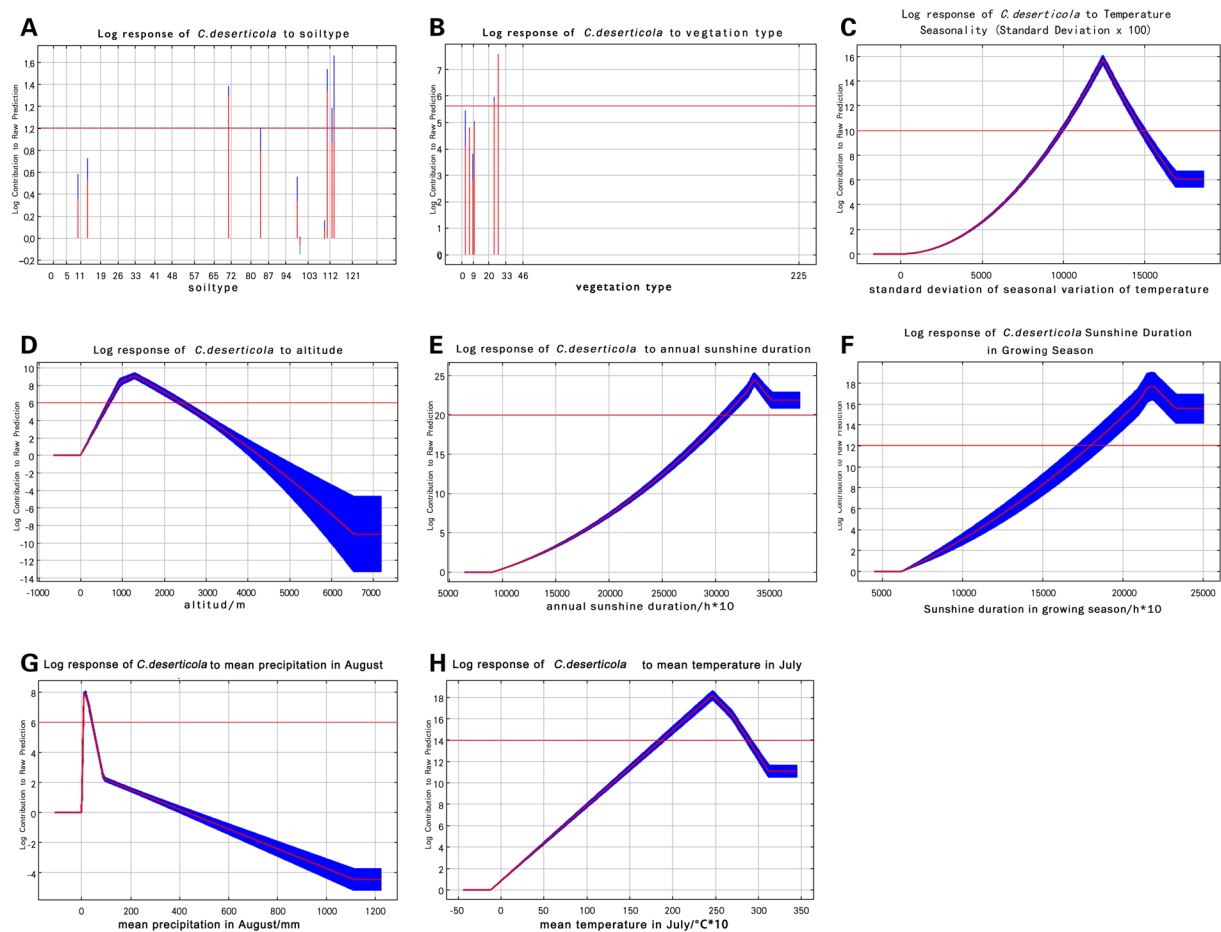 A
Log response of C.deserticola to soiltype
Log Contribution to Raw Prediction
1,6
1,4
1,2
1,2
0,8
0,6
0,4
0,2
0,0
-0,2
0 5 11 19 26 33 41 48 56 65 72 80 87 94 103 112 121
soiltype
B
Log response of C.deserticola to vegtation type
Log Contribution to Raw Prediction
7
6
5
4
3
2
1
0
0 9 20 33 46 225
vegetation type
C
Log response of C.deserticola to Temperature
Seasonality (Standard Deviation x 100)
Log Contribution to Raw Prediction
16
14
12
10
8
6
4
2
0
0 5000 10000 15000
standard deviation of seasonal variation of temperature
D
Log response of C.deserticola to altitude
Log Contribution to Raw Prediction
10
8
6
4
2
0
-2
-4
-6
-8
-10
-12
-14
-1000 0 1000 2000 3000 4000 5000 6000 7000
altitud/m
E
Log response of C.deserticola to annual sunshine duration
Log Contribution to Raw Prediction
25
20
15
10
5
0
5000 10000 15000 20000 25000 30000 35000
annual sunshine duration/h*10
F
Log response of C.deserticola Sunshine Duration
in Growing Season
Log Contribution to Raw Prediction
18
16
14
12
10
8
6
4
2
0
5000 10000 15000 20000 25000
Sunshine duration in growing season/h*10
G
Log response of C.deserticola to mean precipitation in August
Log Contribution to Raw Prediction
8
6
4
2
0
-4
0 200 400 600 800 1000 1200
mean precipitation in August/mm
H
Log response of C.deserticola to mean temperature in July
Log Contribution to Raw Prediction
18
16
14
12
10
8
6
4
2
0
-50 0 50 100 150 200 250 300 350
mean temperature in July/°C*10